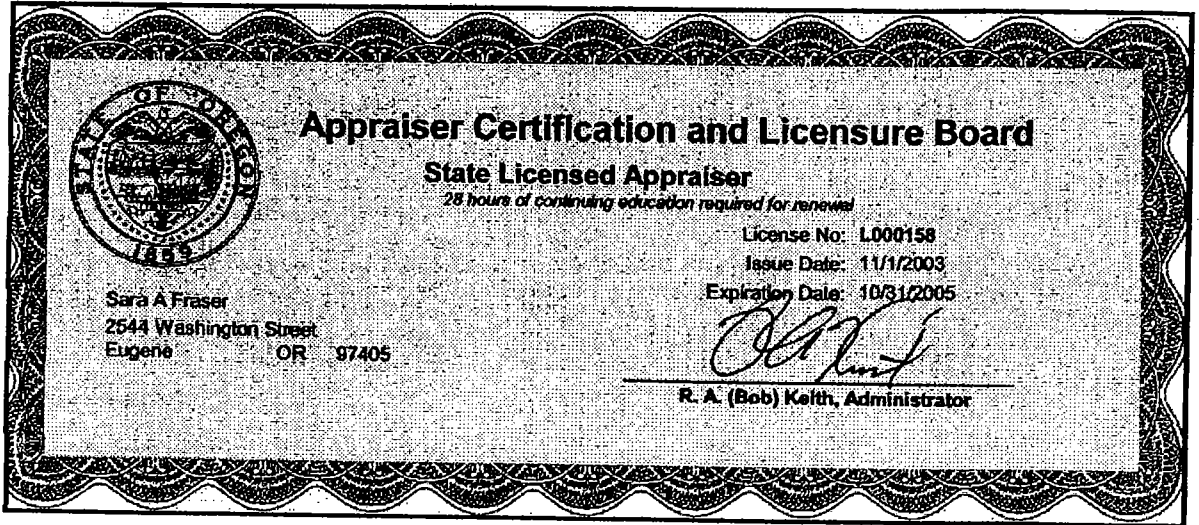 STATE OF OREGON
1859
Appraiser Certification and Licensure Board
State Licensed Appraiser
28 hours of continuing education required for renewal
License No: L000158
Issue Date: 11/1/2003
Expiration Date: 10/31/2005
Sara A Fraser
2544 Washington Street
Eugene OR 97405
R. A. (Bob) Keith, Administrator